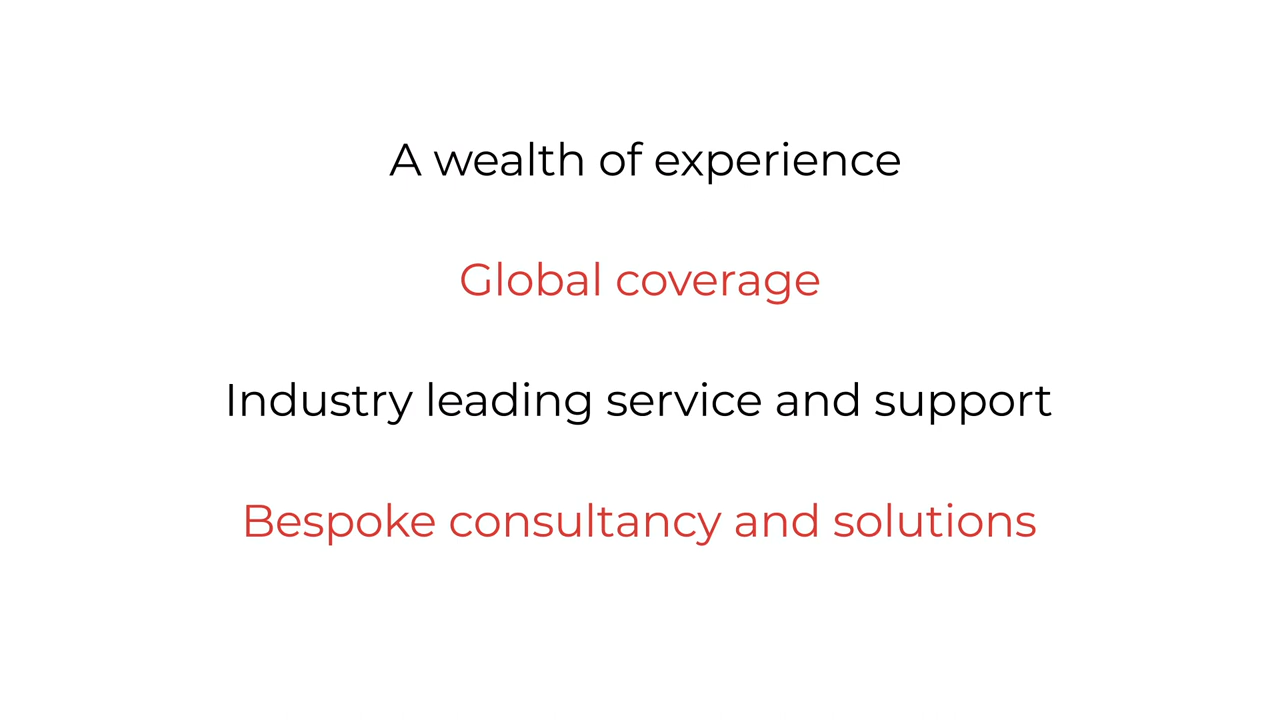 A wealth of experience
Global coverage
Industry leading service and support
Bespoke consultancy and solutions